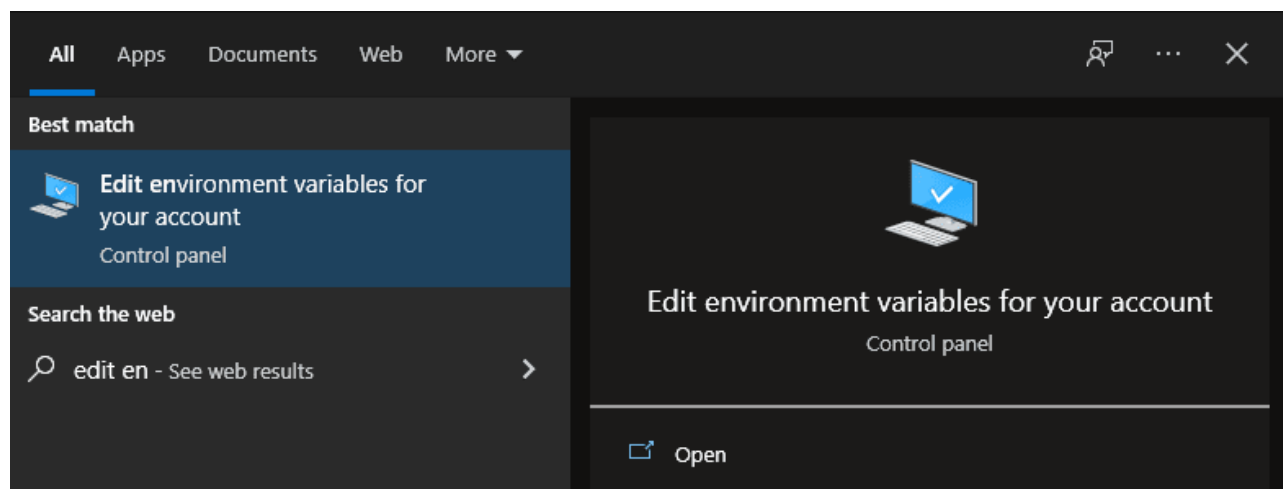 All Apps Documents Web More
Best match
Edit environment variables for
your account
Control panel
Search the web
edit en - See web results
Edit environment variables for your account
Control panel
Open